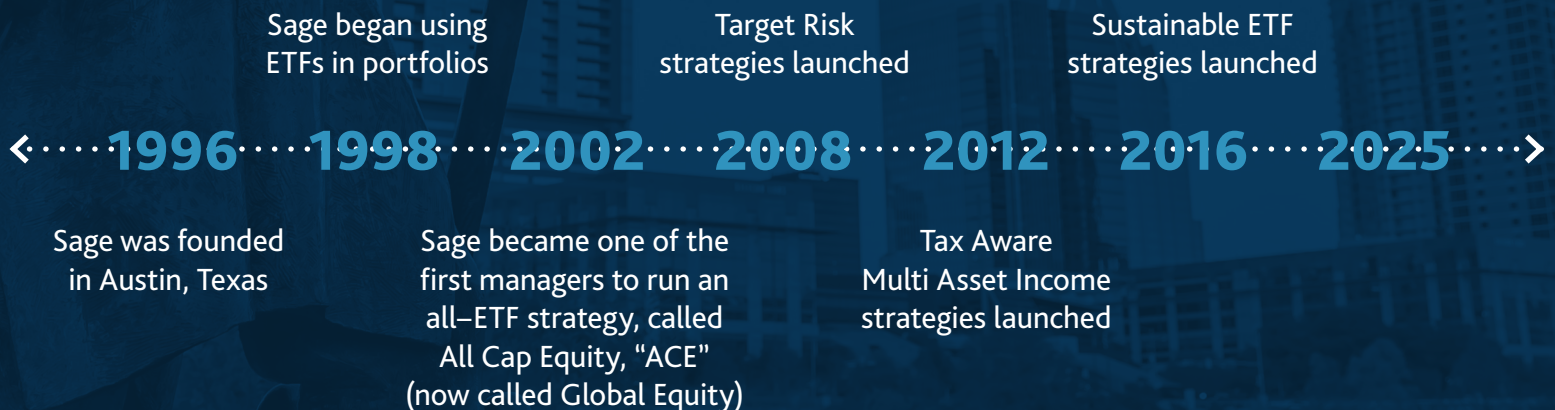 Sage began using
ETFs in portfolios
Target Risk
strategies launched
Sustainable ETF
strategies launched
1996 1998 2002 2008 2012 2016 2025
Sage was founded
in Austin, Texas
Sage became one of the
first managers to run an
all–ETF strategy, called
All Cap Equity, “ACE”
(now called Global Equity)
Tax Aware
Multi Asset Income
strategies launched